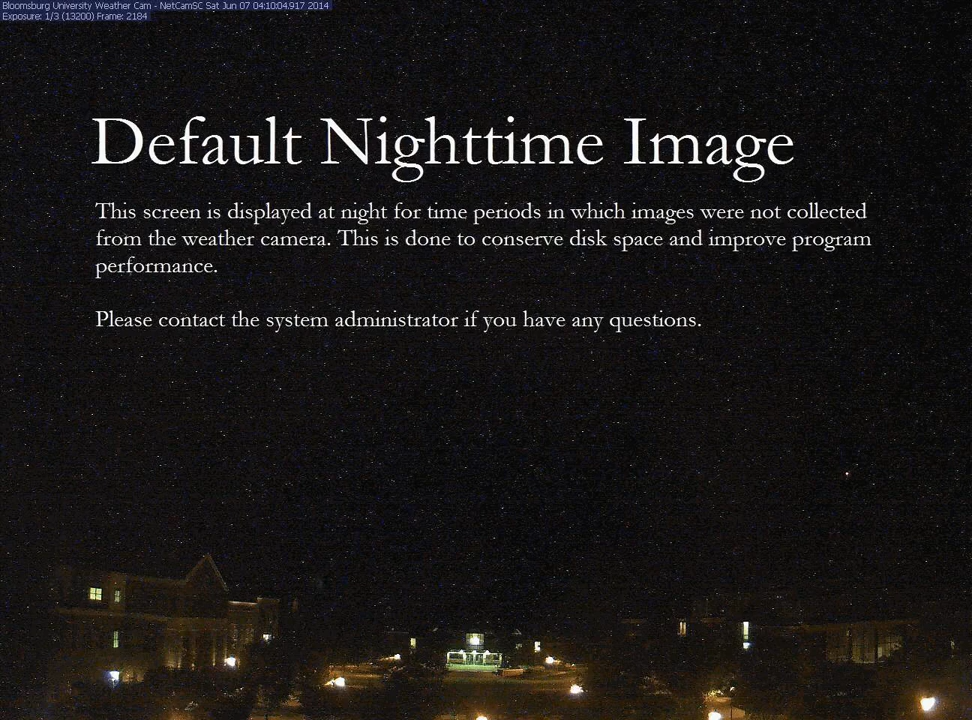 Bloomsburg University Weather Cam - NetCamSC Sat Jun 07 04:10:04.917 2014
Exposure: 1/3 (13200) Frame: 2184
Default Nighttime Image
This screen is displayed at night for time periods in which images were not collected
from the weather camera. This is done to conserve disk space and improve program
performance.
Please contact the system administrator if you have any questions.